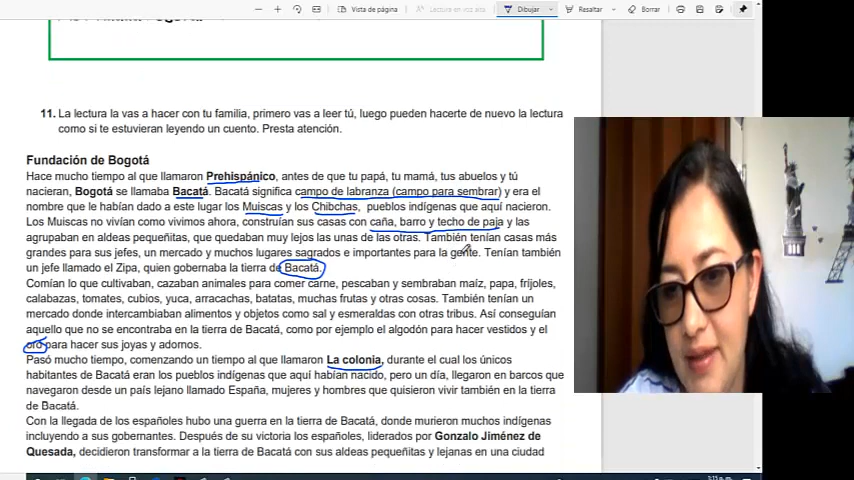 Vista de página
Lectura en voz alta
Dibujar
Resaltar
Borrar
11. La lectura la vas a hacer con tu familia, primero vas a leer tú, luego pueden hacerte de nuevo la lectura
como si te estuvieran leyendo un cuento. Presta atención.
Fundación de Bogotá
Hace mucho tiempo al que llamaron Prehispánico, antes de que tu papá, tu mamá, tus abuelos y tú
nacieran, Bogotá se llamaba Bacatá. Bacatá significa campo de labranza (campo para sembrar) y era el
nombre que le habían dado a este lugar los Muiscas y los Chibchas, pueblos indígenas que aquí nacieron.
Los Muiscas no vivían como vivimos ahora, construían sus casas con caña, barro y techo de paja y las
agrupaban en aldeas pequeñitas, que quedaban muy lejos las unas de las otras. También tenían casas más
grandes para sus jefes, un mercado y muchos lugares sagrados e importantes para la gente. Tenían también
un jefe llamado el Zipa, quien gobernaba la tierra de Bacatá.
Comían lo que cultivaban, cazaban animales para comer carne, pescaban y sembraban maíz, papa, fríjoles,
calabazas, tomates, cubios, yuca, arracachas, batatas, muchas frutas y otras cosas. También tenían un
mercado donde intercambiaban alimentos y objetos como sal y esmeraldas con otras tribus. Así conseguían
aquello que no se encontraba en la tierra de Bacatá, como por ejemplo el algodón para hacer vestidos y el
oro para hacer sus joyas y adornos.
Pasó mucho tiempo, comenzando un tiempo al que llamaron La colonia, durante el cual los únicos
habitantes de Bacatá eran los pueblos indígenas que aquí habían nacido, pero un día, llegaron en barcos que
navegaron desde un país lejano llamado España, mujeres y hombres que quisieron vivir también en la tierra
de Bacatá.
Con la llegada de los españoles hubo una guerra en la tierra de Bacatá, donde murieron muchos indígenas
incluyendo a sus gobernantes. Después de su victoria los españoles, liderados por Gonzalo Jiménez de
Quesada, decidieron transformar a la tierra de Bacatá con sus aldeas pequeñitas y lejanas en una ciudad